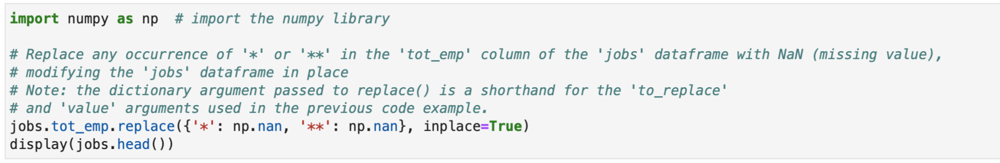 import numpy as np  # import the numpy library
# Replace any occurrence of '*' or '**' in the 'tot_emp' column of the 'jobs' dataframe with NaN (missing value),
# modifying the 'jobs' dataframe in place
# Note: the dictionary argument passed to replace() is a shorthand for the 'to_replace'
# and 'value' arguments used in the previous code example.
jobs.tot_emp.replace({'*': np.nan, '**': np.nan}, inplace=True)
display(jobs.head())